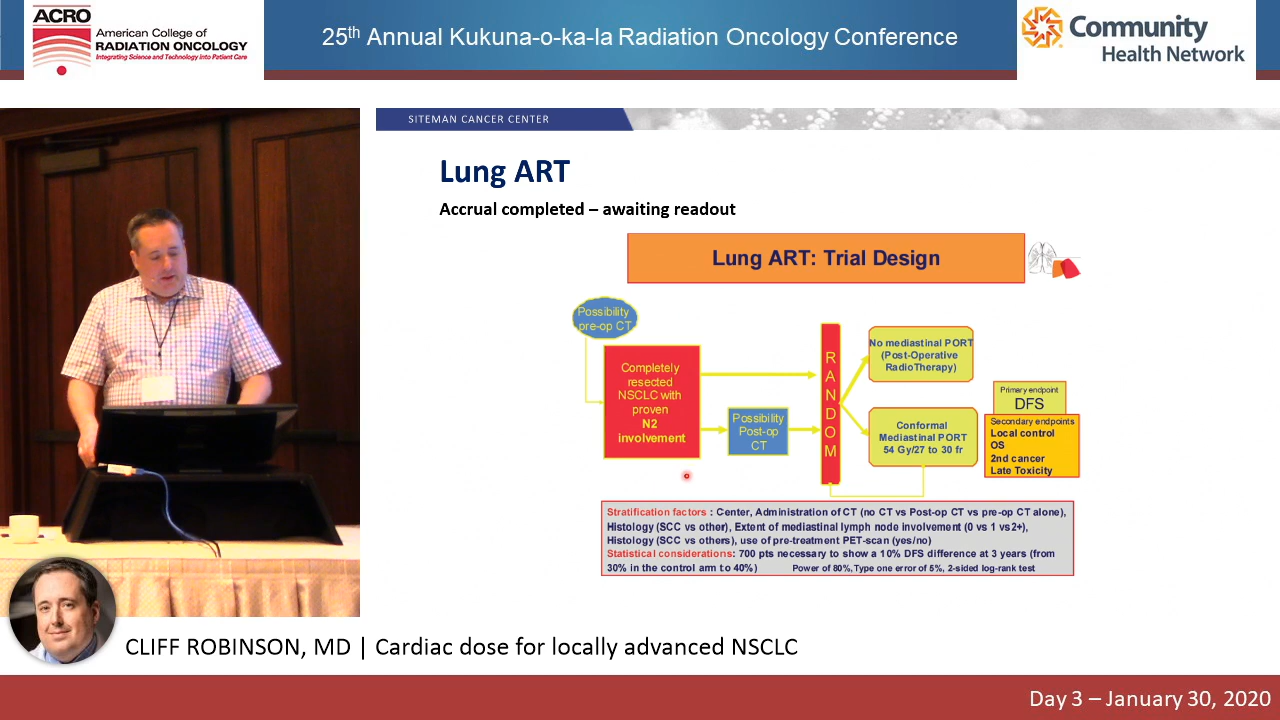 ACRO
American College of
RADIATION ONCOLOGY
Integrating Science and Technology Into Patient Care
25th Annual Kukuna-o-ka-la Radiation Oncology Conference
Community
Health Network
SITEMAN CANCER CENTER
Lung ART
Accrual completed – awaiting readout
Lung ART: Trial Design
Possibility
pre-op CT
Completely
resected
NSCLC with
proven
N2
involvement
Possibility
Post-op
CT
R
A
N
D
O
M
No mediastinal PORT
(Post-Operative
RadioTherapy)
Conformal
Mediastinal PORT
54 Gy/27 to 30 fr
Primary endpoint
DFS
Secondary endpoints
Local control
OS
2nd cancer
Late Toxicity
Stratification factors : Center, Administration of CT (no CT vs Post-op CT vs pre-op CT alone),
Histology (SCC vs other), Extent of mediastinal lymph node involvement (0 vs 1 vs 2+),
Histology (SCC vs others), use of pre-treatment PET-scan (yes/no)
Statistical considerations: 700 pts necessary to show a 10% DFS difference at 3 years (from
30% in the control arm to 40%) Power of 80%, Type one error of 5%, 2-sided log-rank test
CLIFF ROBINSON, MD | Cardiac dose for locally advanced NSCLC
Day 3 – January 30, 2020